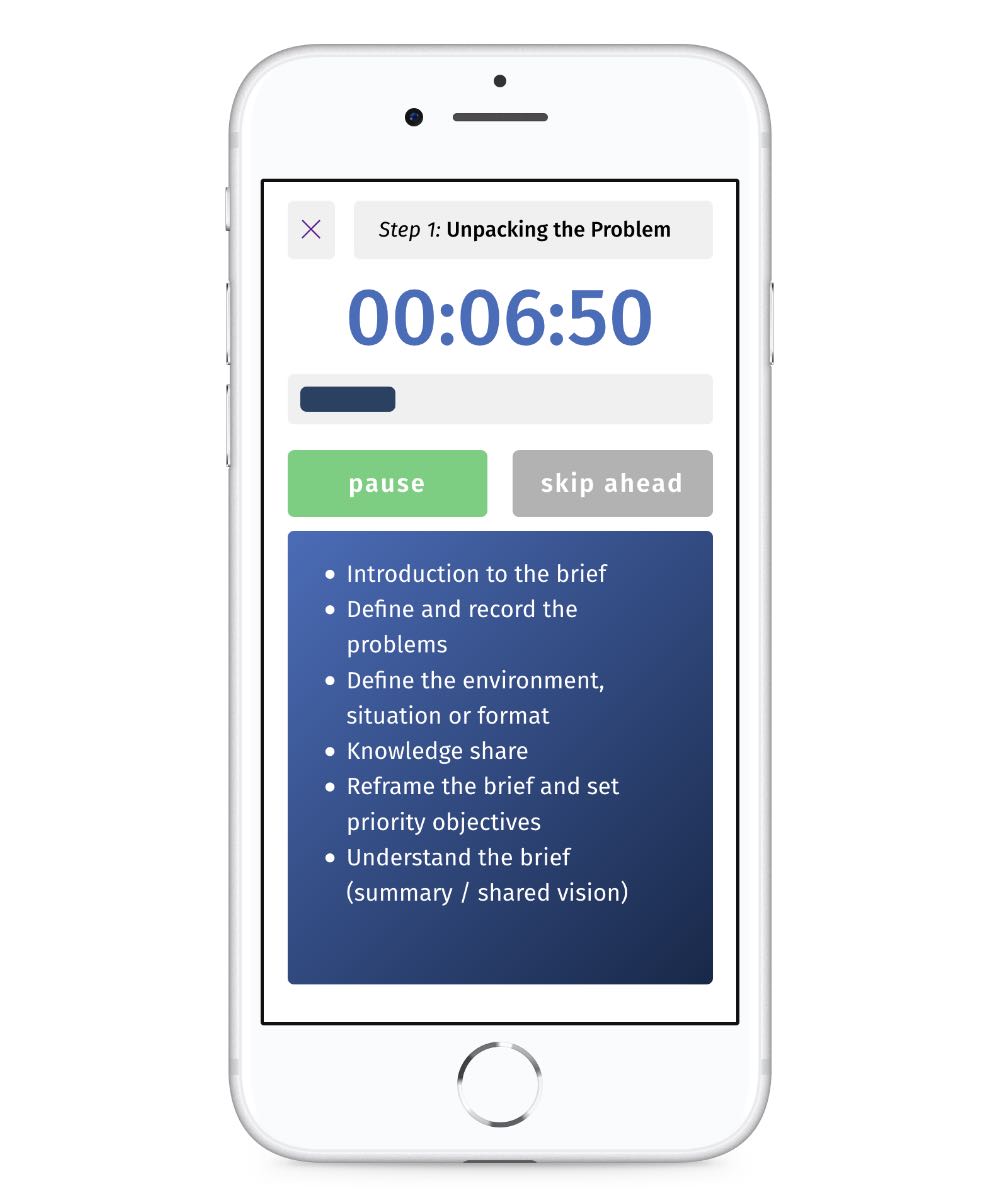 Step 1: Unpacking the Problem
00:06:50
pause
skip ahead
• Introduction to the brief
• Define and record the
problems
• Define the environment,
situation or format
• Knowledge share
• Reframe the brief and set
priority objectives
• Understand the brief
(summary / shared vision)